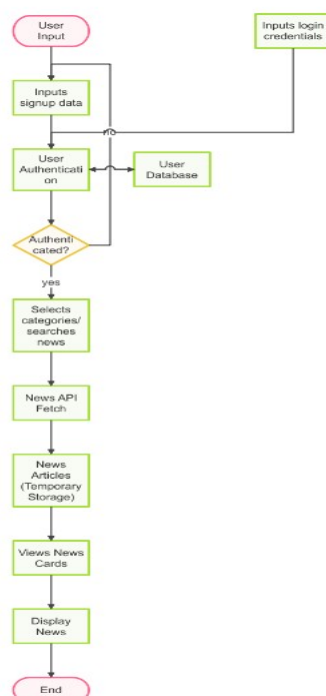 User
Input
Inputs login
credentials
Inputs
signup data
no
User
Authenticati
on
User
Database
Authenti
cated?
yes
Selects
categories/
searches
news
News API
Fetch
News
Articles
(Temporary
Storage)
Views News
Cards
Display
News
End